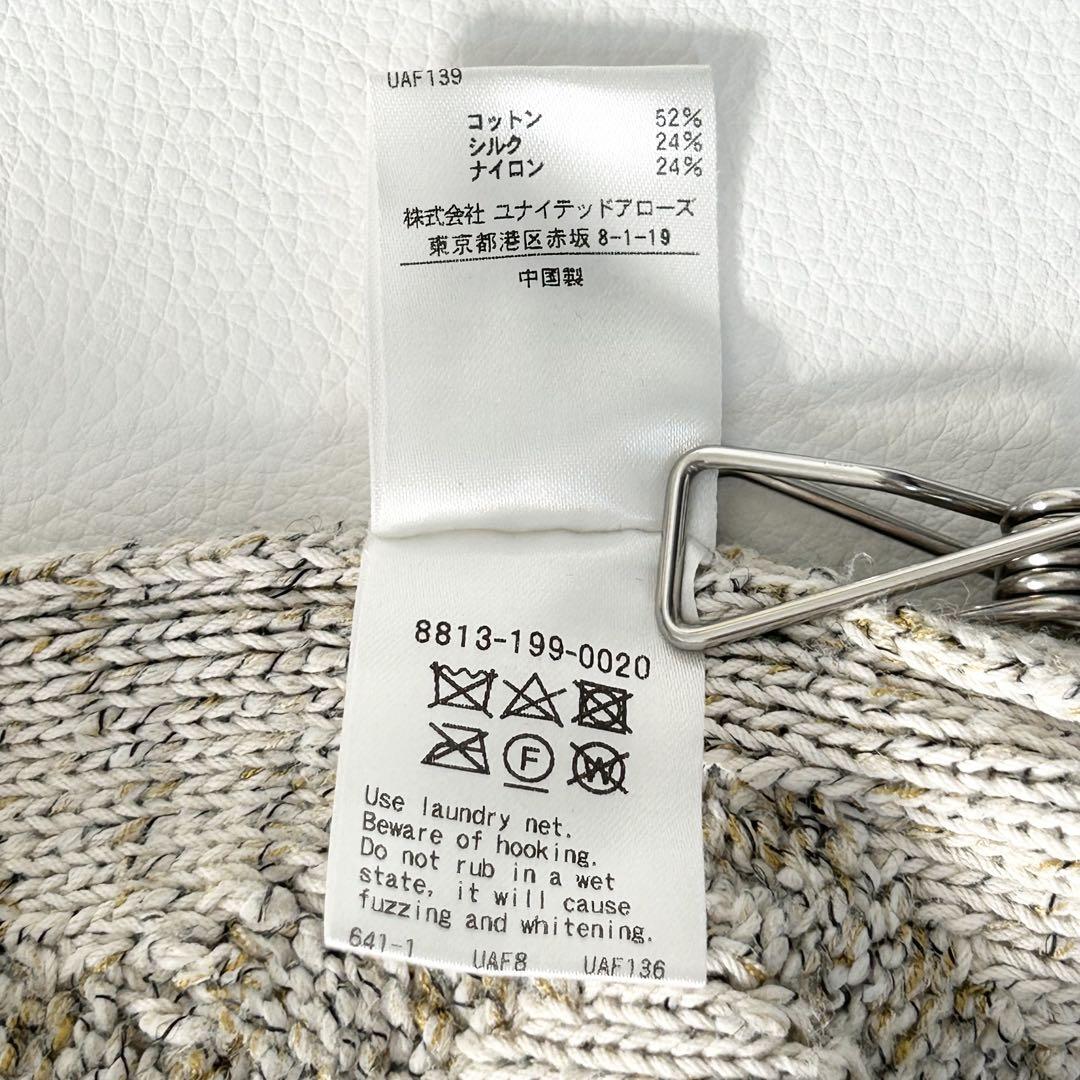 UAF139
コットン 52%
シルク 24%
ナイロン 24%
株式会社 ユナイテッドアローズ
東京都港区赤坂 8-1-19
中国製
8813-199-0020
F W
Use laundry net.
Beware of hooking.
Do not rub in a wet
state, it will cause
fuzzing and whitening.
641-1 UAF8 UAF136